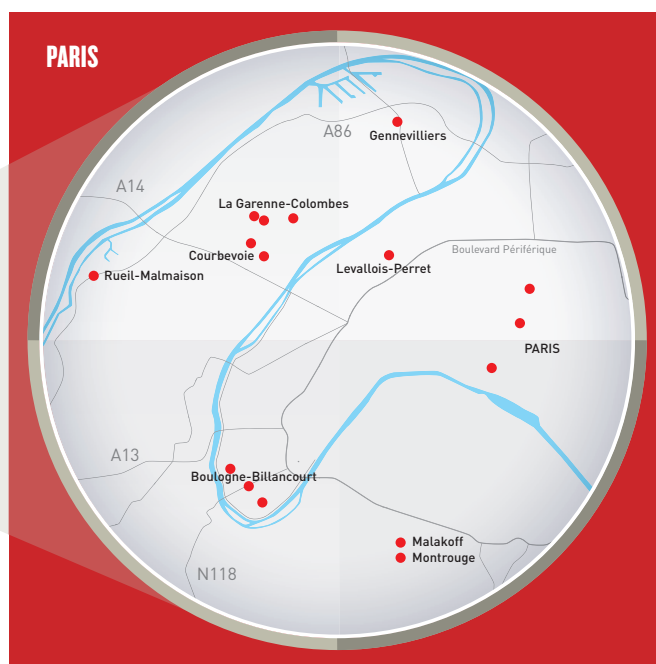 PARIS
A86
Gennevilliers
A14
La Garenne-Colombes
Boulevard Périférique
Courbevoie
Levallois-Perret
Rueil-Malmaison
PARIS
A13
Boulogne-Billancourt
Malakoff
Montrouge
N118